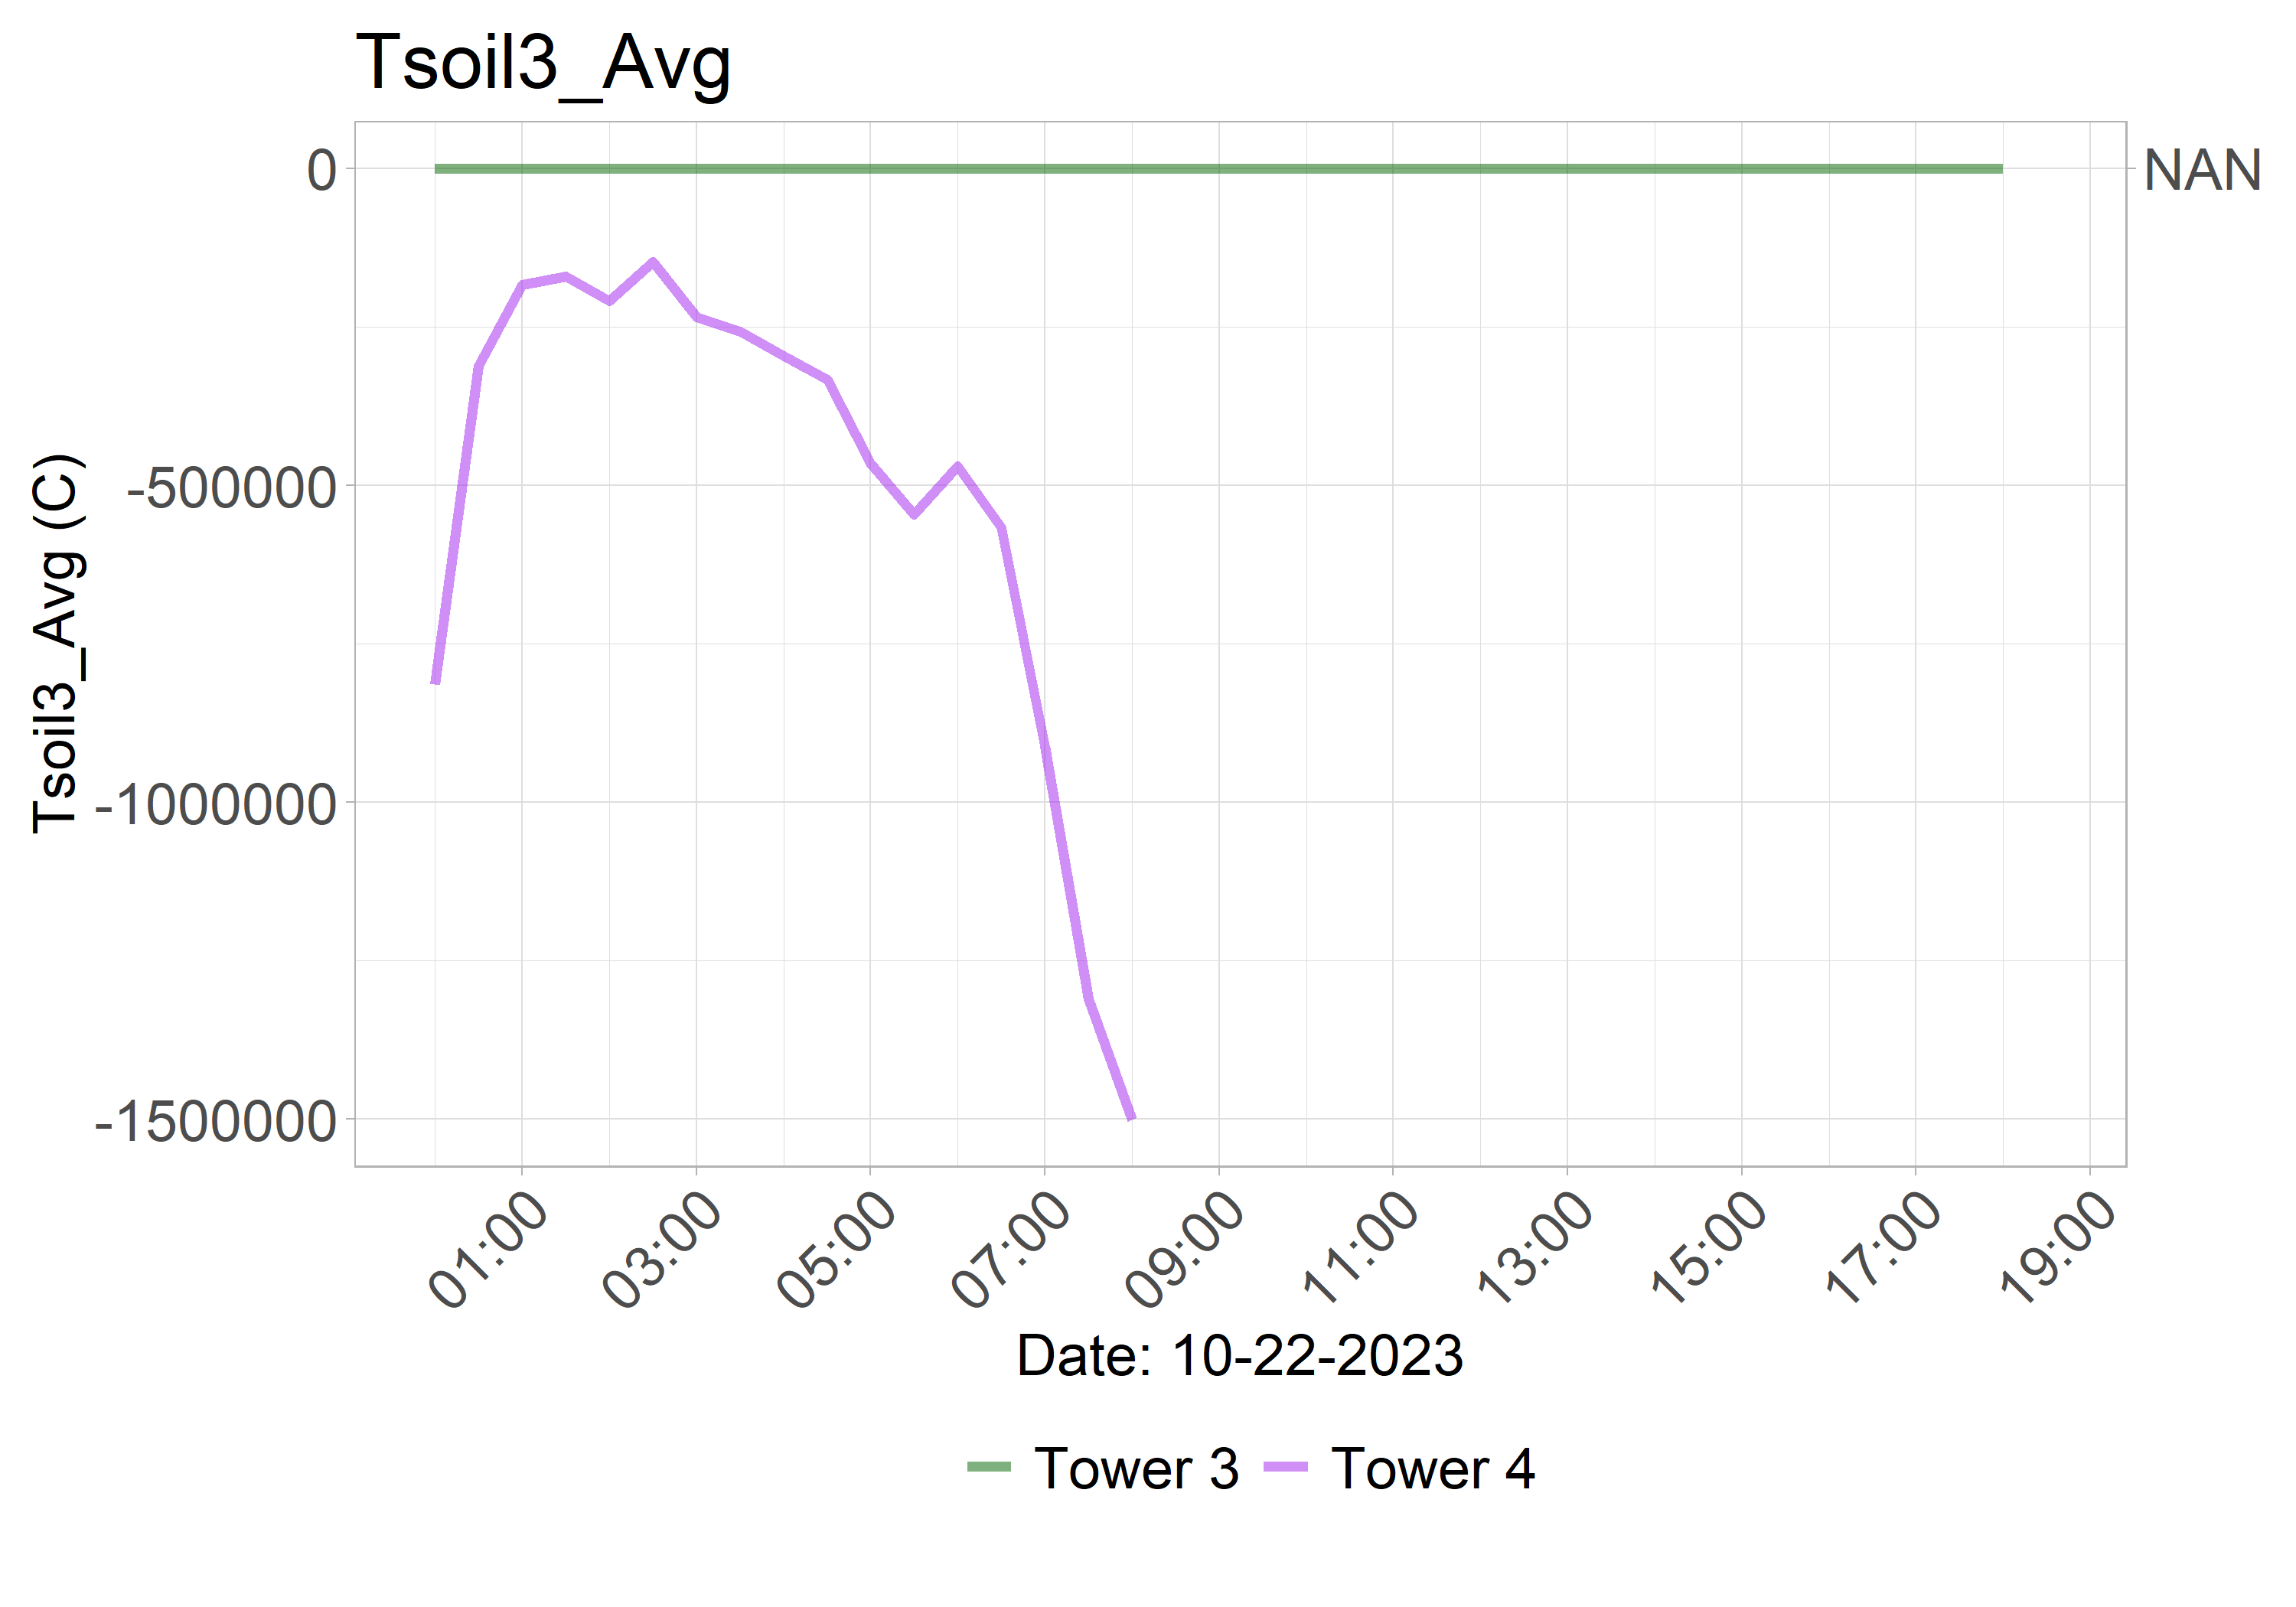 Tsoil3_Avg
Tsoil3_Avg (C)
0
-500000
-1000000
-1500000
NAN
01:00
03:00
05:00
07:00
09:00
11:00
13:00
15:00
17:00
19:00
Date: 10-22-2023
Tower 3
Tower 4